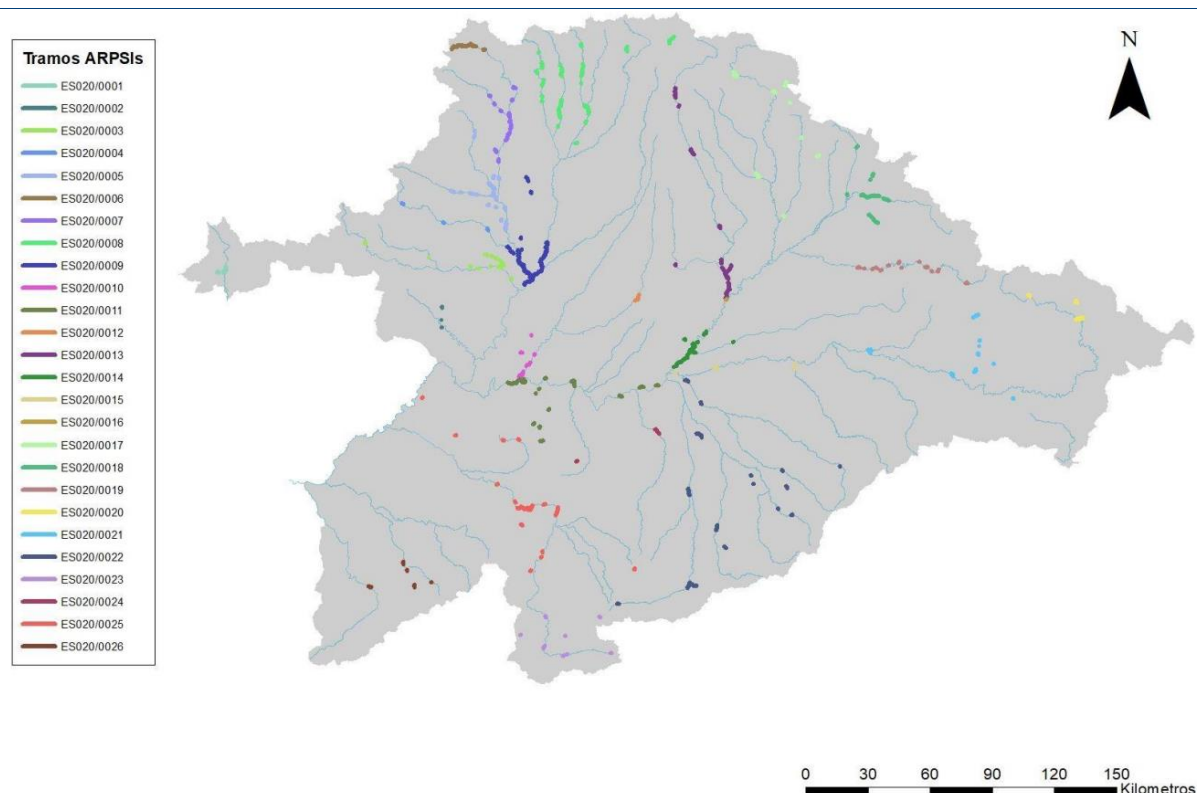 Tramos ARPSIs
ES020/0001
ES020/0002
ES020/0003
ES020/0004
ES020/0005
ES020/0006
ES020/0007
ES020/0008
ES020/0009
ES020/0010
ES020/0011
ES020/0012
ES020/0013
ES020/0014
ES020/0015
ES020/0016
ES020/0017
ES020/0018
ES020/0019
ES020/0020
ES020/0021
ES020/0022
ES020/0023
ES020/0024
ES020/0025
ES020/0026
N
0 30 60 90 120 150
Kilometros